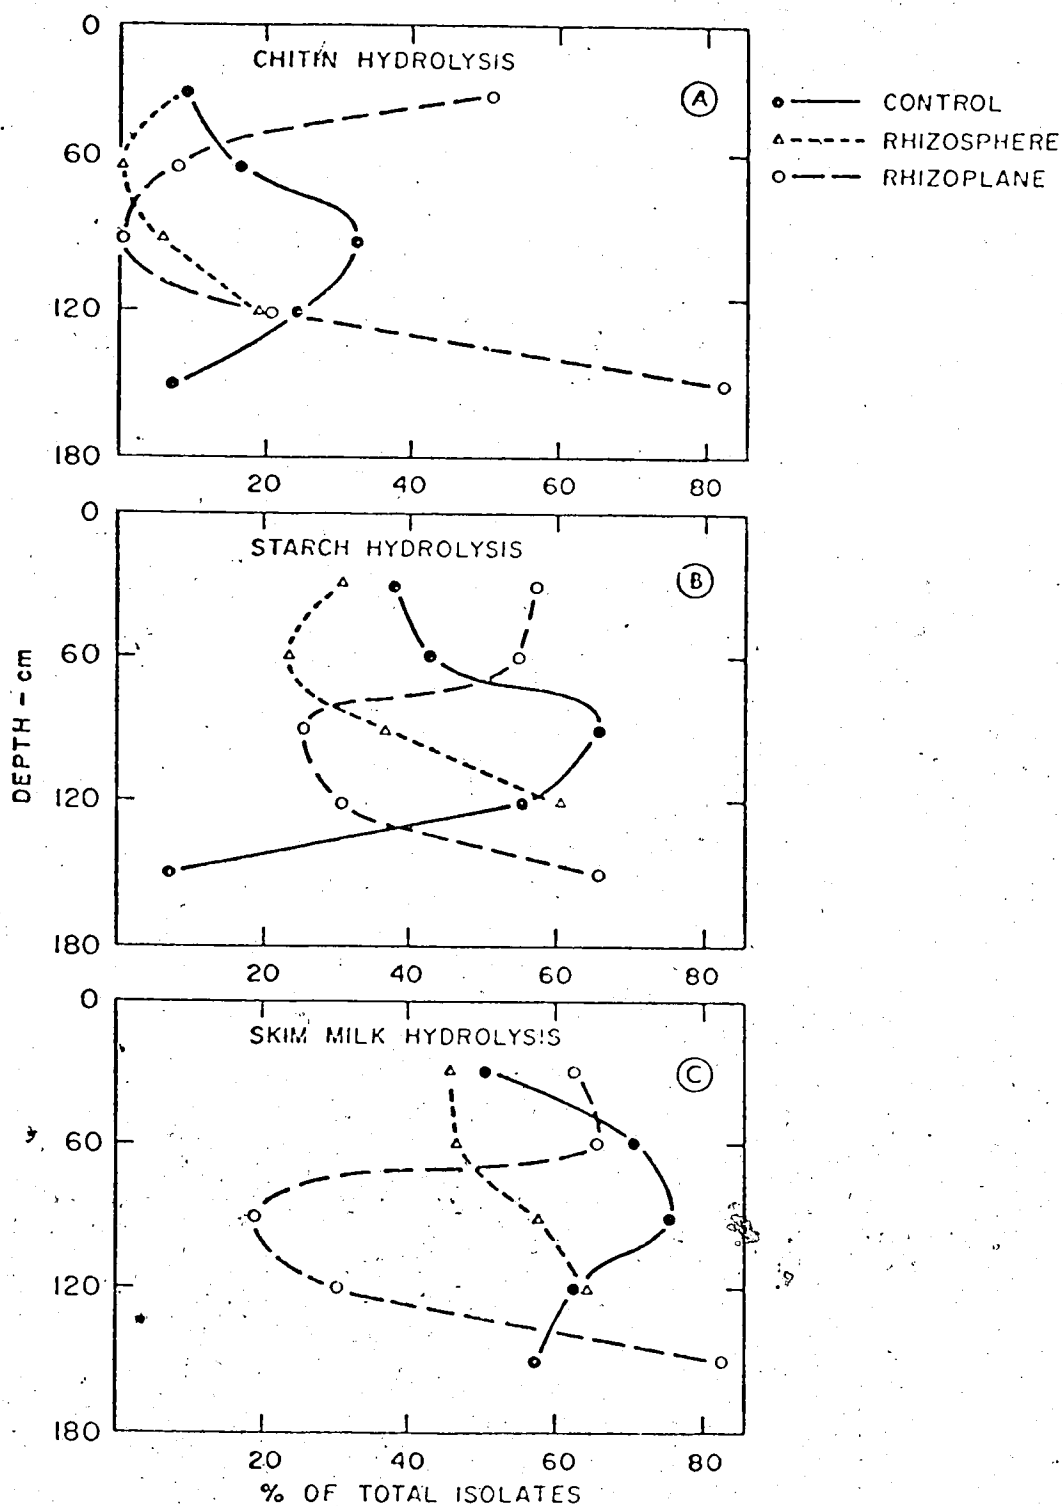 0
CHITIN HYDROLYSIS
A
CONTROL
RHIZOSPHERE
RHIZOPLANE
60
120
180
20 40 60 80
0
STARCH HYDROLYSIS
B
60
120
180
20 40 60 80
DEPTH - cm
0
SKIM MILK HYDROLYSIS
C
60
120
180
20 40 60 80
% OF TOTAL ISOLATES